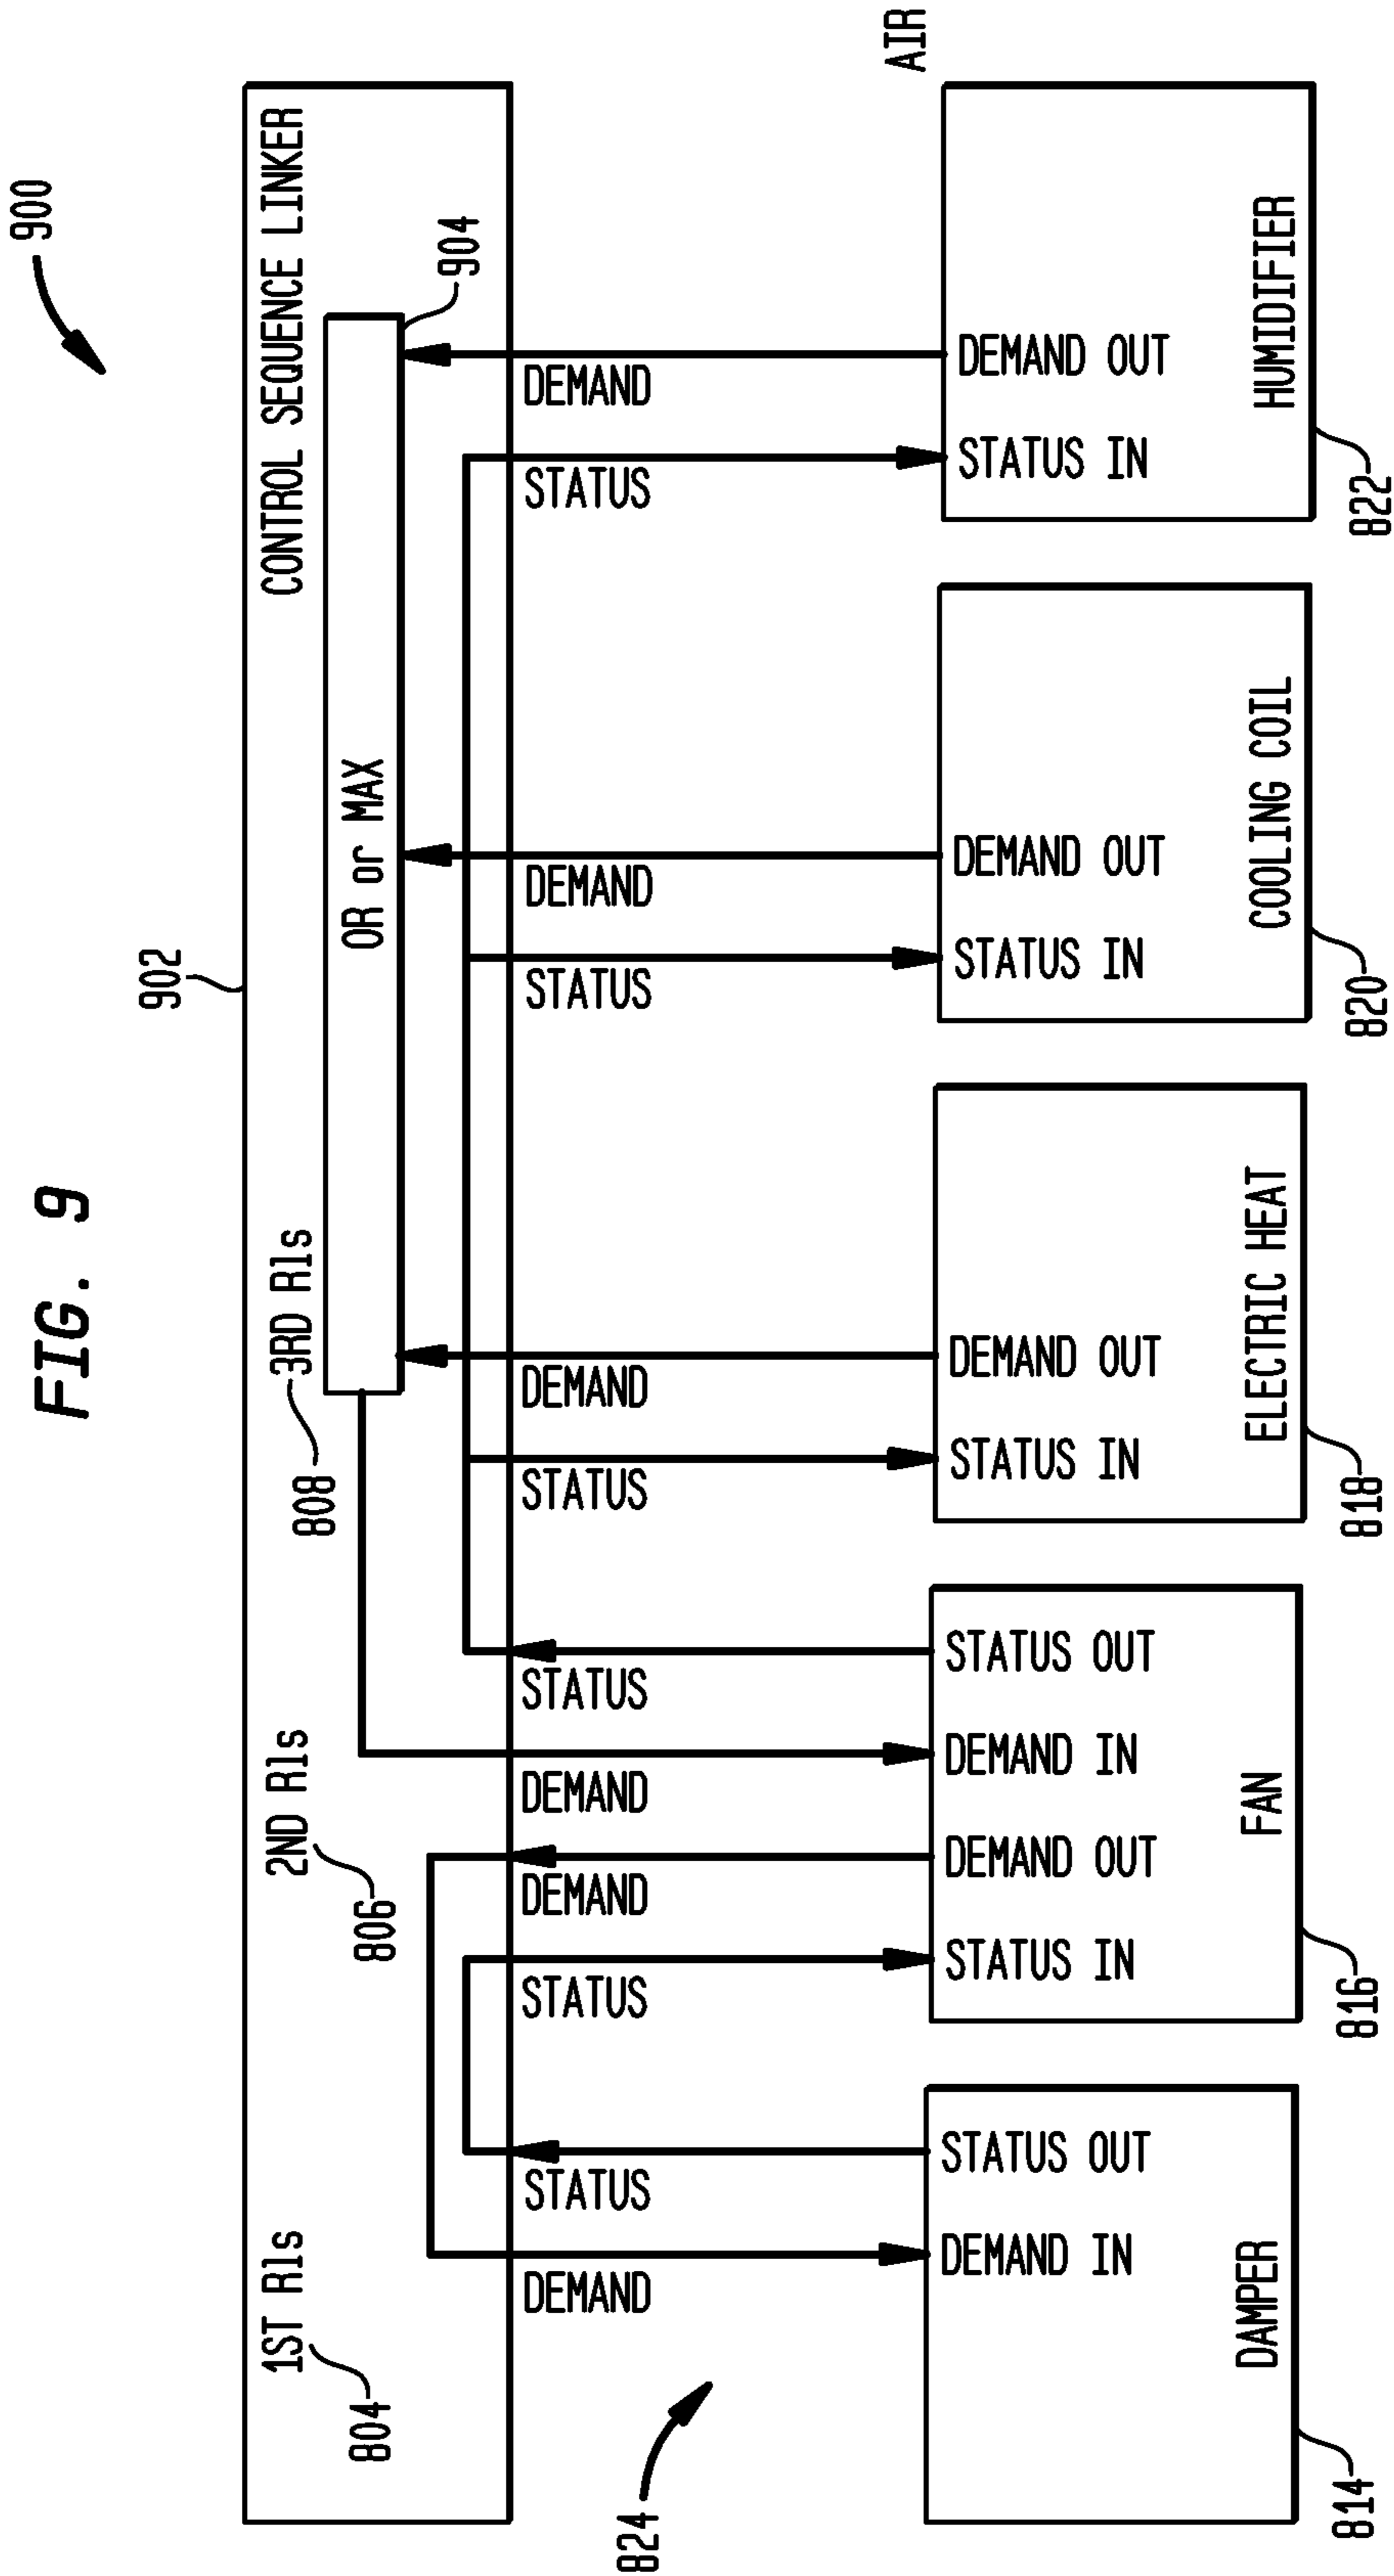 FIG. 9
900
902
CONTROL SEQUENCE LINKER
1ST Rls
804
2ND Rls
806
3RD Rls
808
OR or MAX
904
824
DEMAND
STATUS
STATUS
DEMAND
DEMAND
STATUS
STATUS
DEMAND
STATUS
DEMAND
STATUS
DEMAND
AIR
DEMAND IN
STATUS OUT
DAMPER
814
STATUS IN
DEMAND OUT
DEMAND IN
STATUS OUT
FAN
816
STATUS IN
DEMAND OUT
ELECTRIC HEAT
818
STATUS IN
DEMAND OUT
COOLING COIL
820
STATUS IN
DEMAND OUT
HUMIDIFIER
822